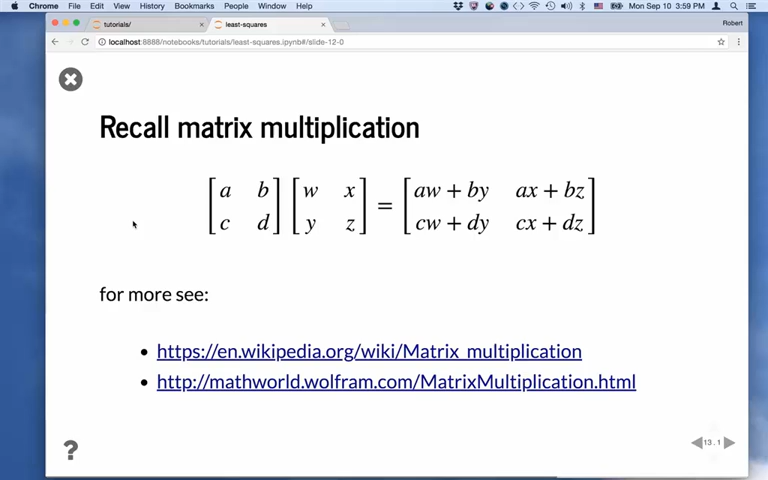 Chrome File Edit View History Bookmarks People Window Help Mon Sep 10 3:59 PM
tutorials/ × least-squares × Robert
localhost:8888/notebooks/tutorials/least-squares.ipynb#/slide-12-0
Recall matrix multiplication
[a b] [w x] = [aw + by ax + bz]
[c d] [y z] [cw + dy cx + dz]
for more see:
• https://en.wikipedia.org/wiki/Matrix_multiplication
• http://mathworld.wolfram.com/MatrixMultiplication.html
?
13.1